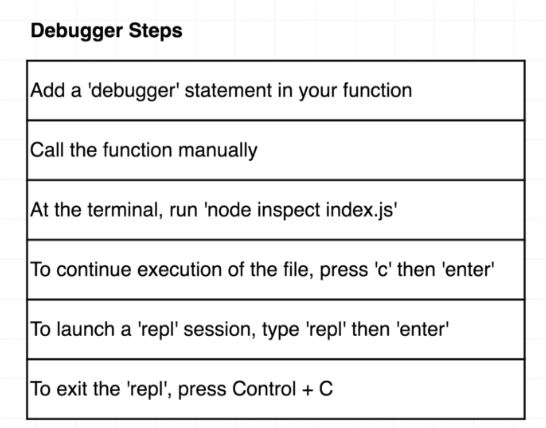 Debugger Steps
Add a 'debugger' statement in your function
Call the function manually
At the terminal, run 'node inspect index.js'
To continue execution of the file, press 'c' then 'enter'
To launch a 'repl' session, type 'repl' then 'enter'
To exit the 'repl', press Control + C